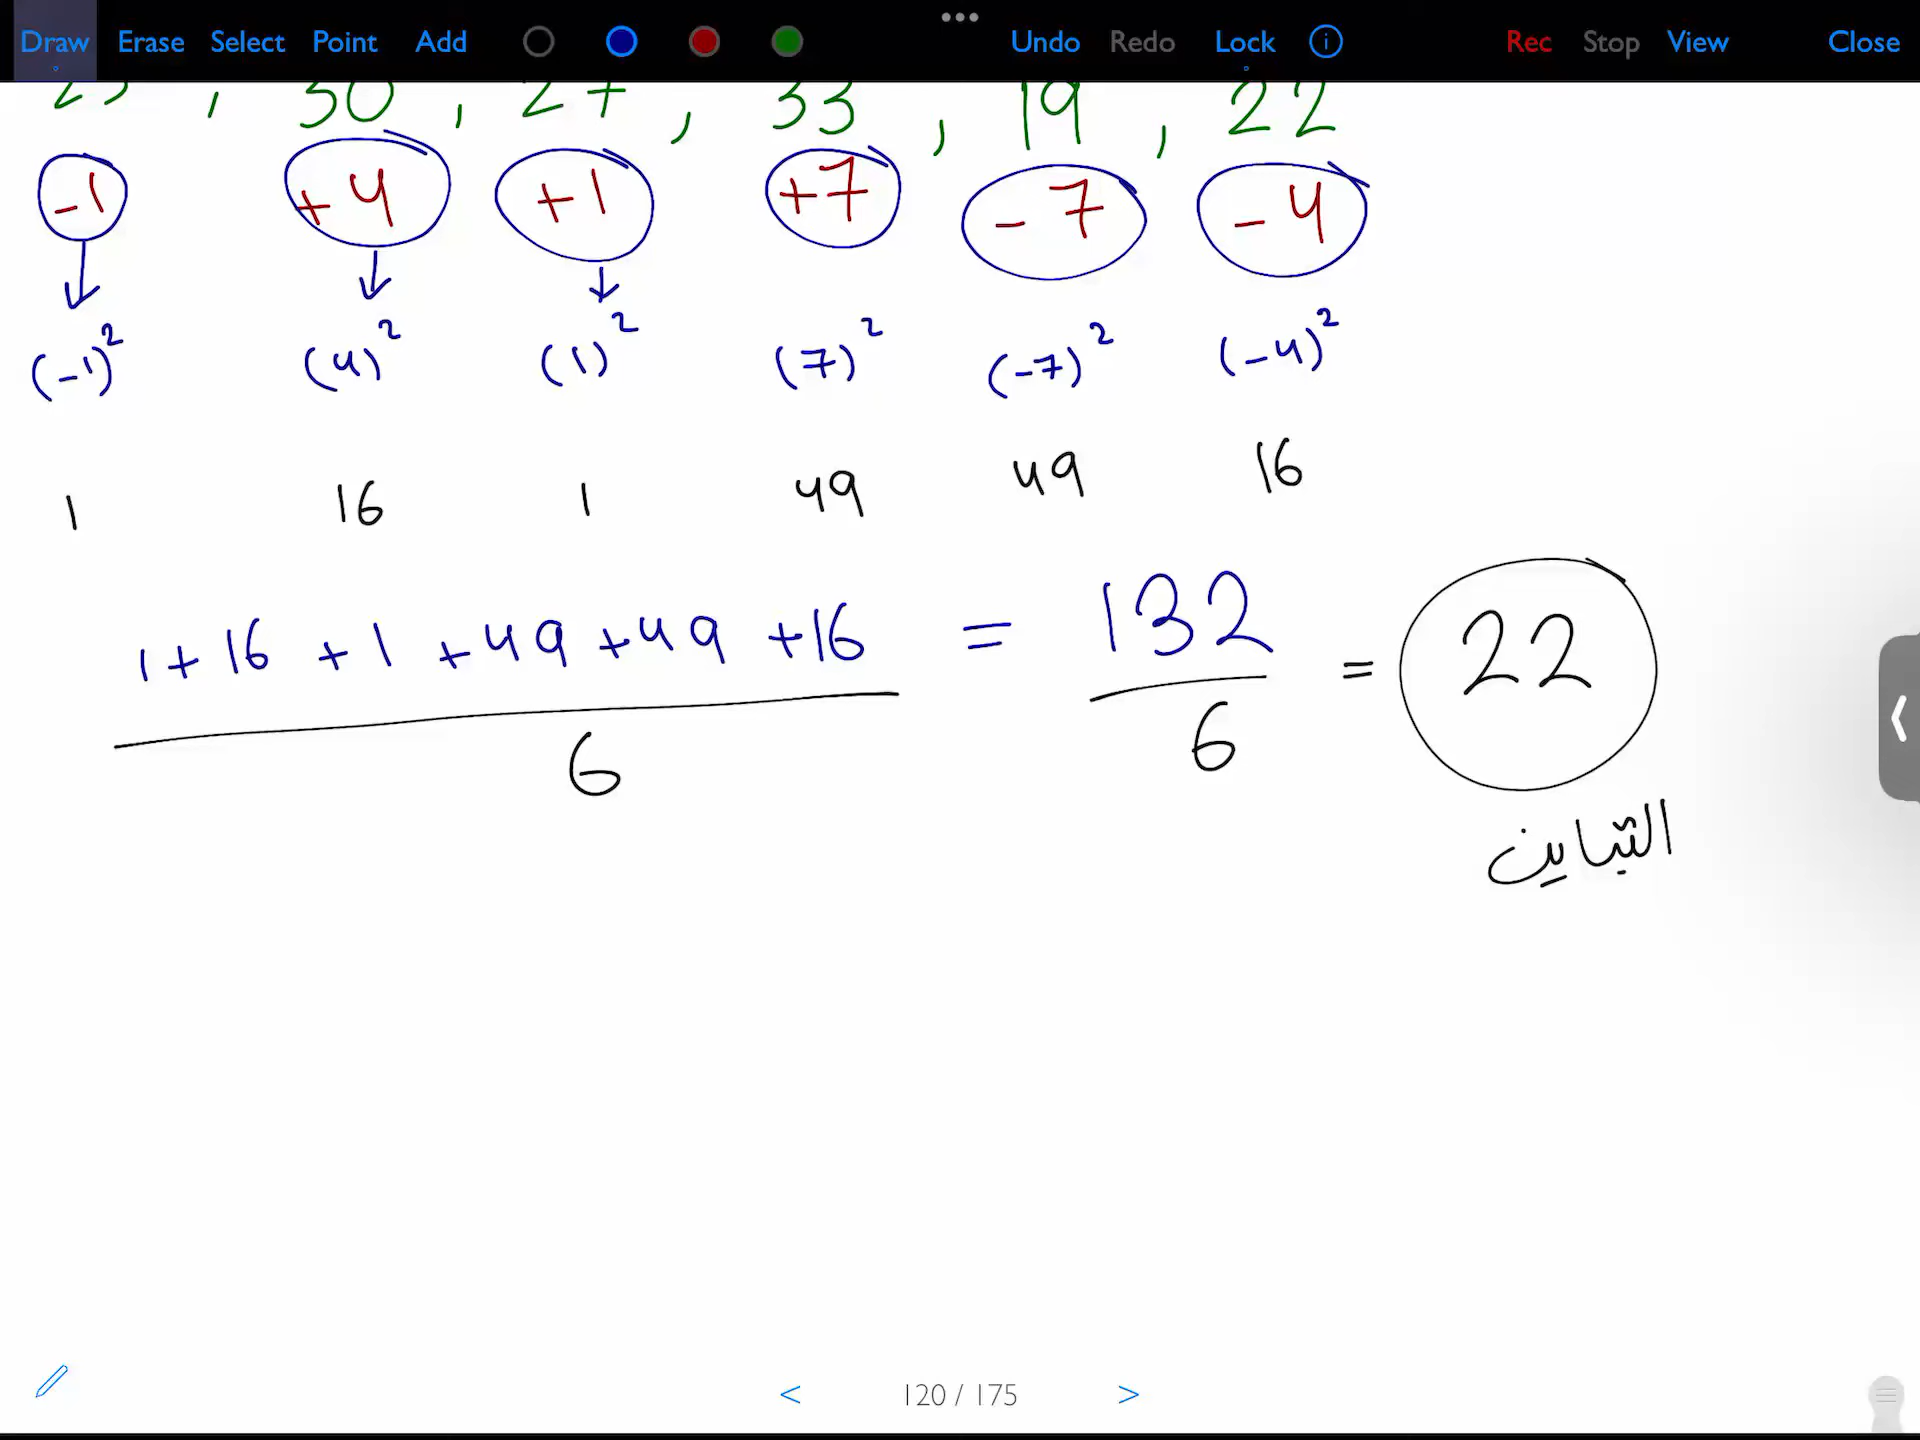 Draw Erase Select Point Add ••• Undo Redo Lock i Rec Stop View Close
25 , 30 , 27 , 33 , 19 , 22
-1 +4 +1 +7 -7 -4
(-1)² (4)² (1)² (7)² (-7)² (-4)²
1 16 1 49 49 16
1 + 16 + 1 + 49 + 49 + 16 = 132 = 22
6 6
التباين
< 120 / 175 >